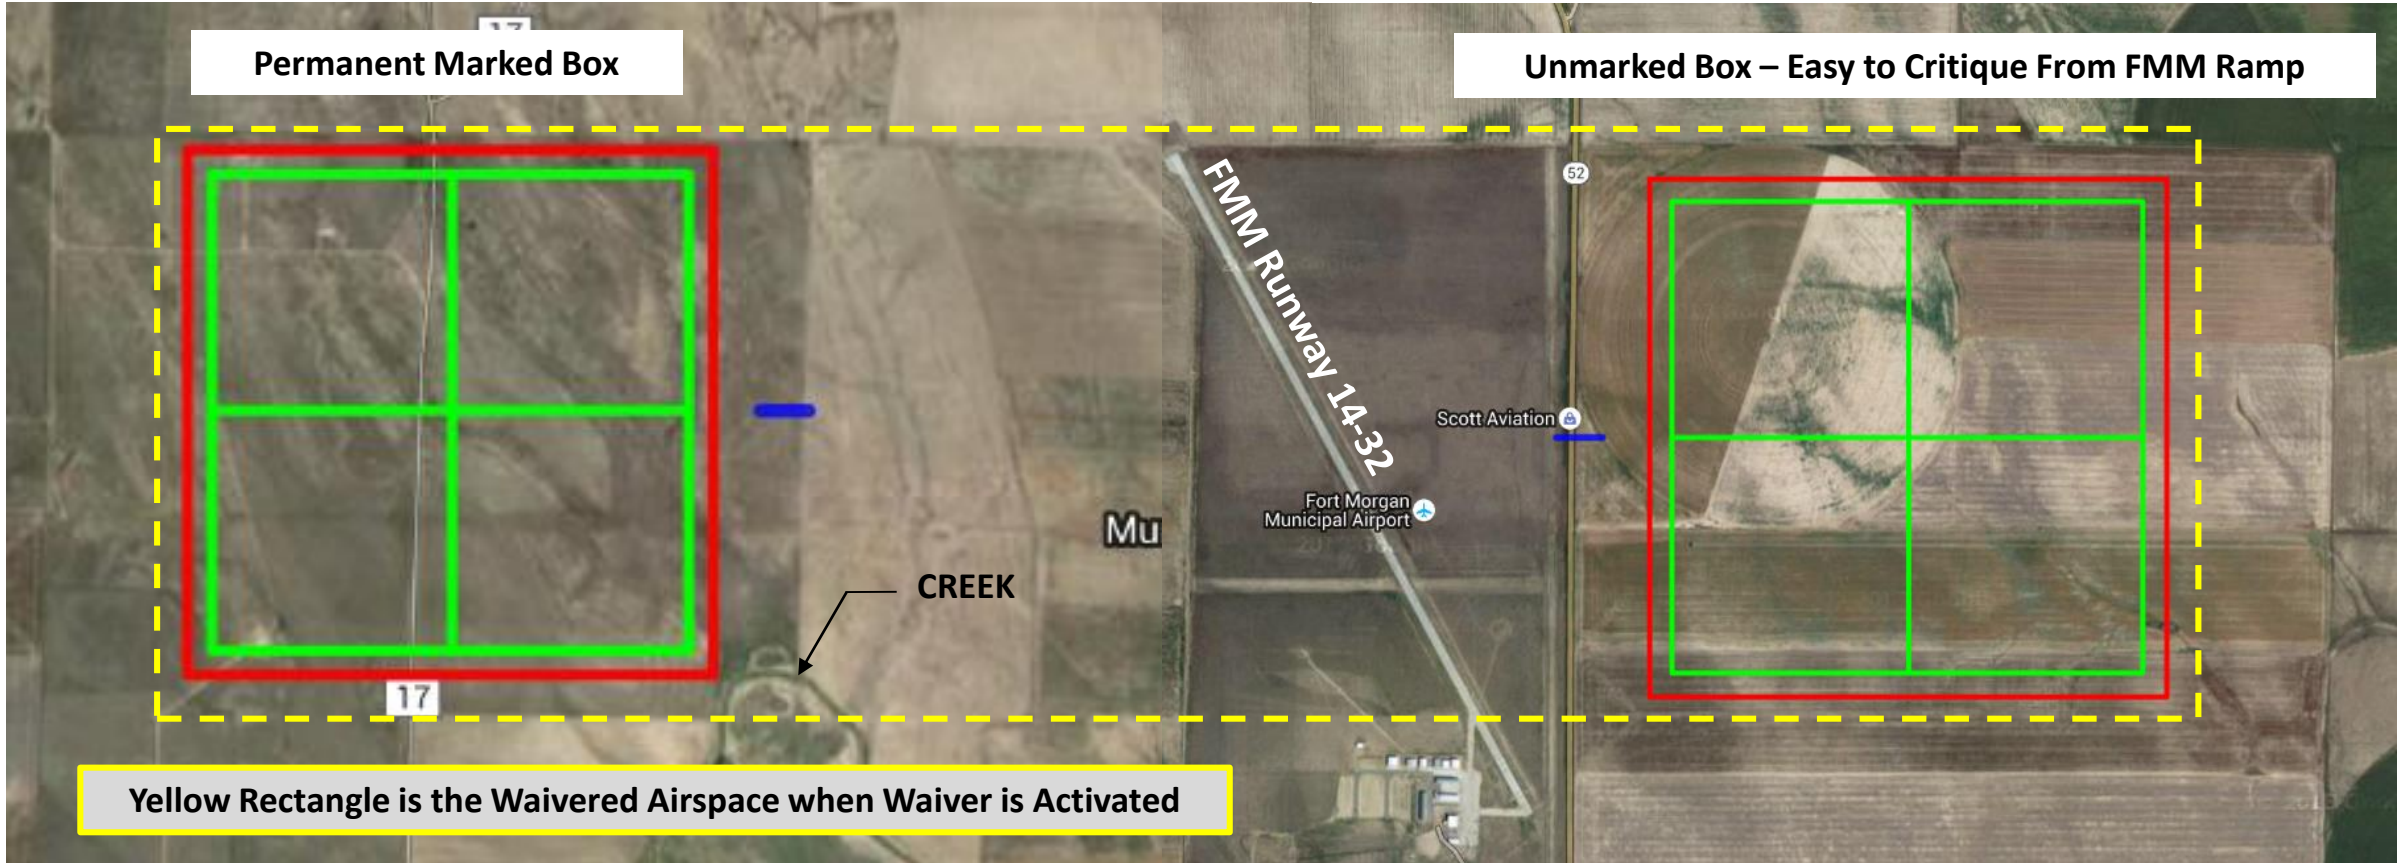 17
Permanent Marked Box
Unmarked Box – Easy to Critique From FMM Ramp
52
FMM Runway 14-32
Scott Aviation
Fort Morgan
Municipal Airport
Mu
CREEK
17
Yellow Rectangle is the Waivered Airspace when Waiver is Activated